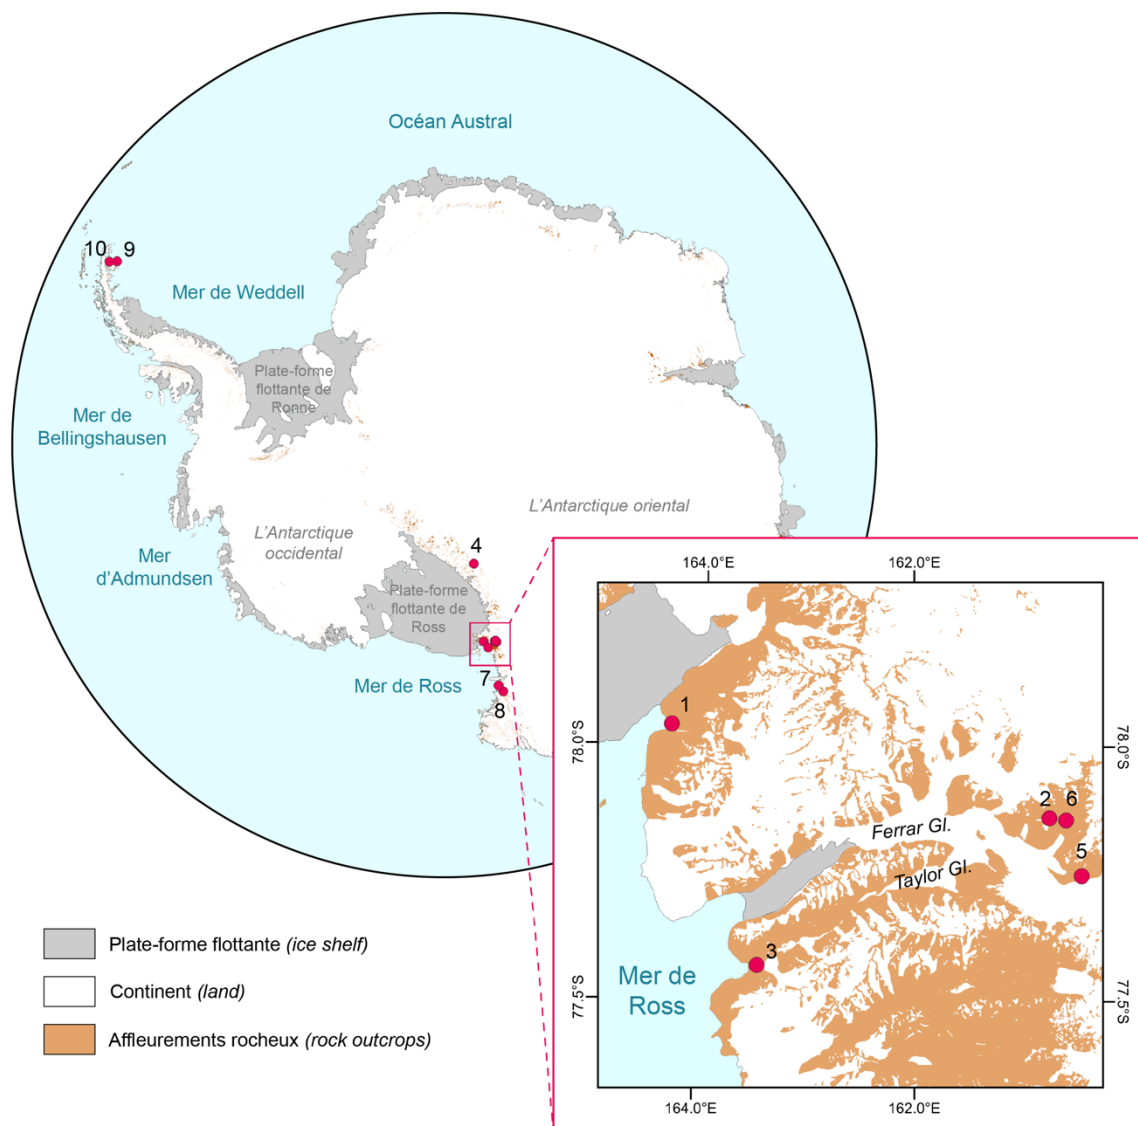 Océan Austral
10 9
Mer de Weddell
Plate-forme
flottante de
Ronne
Mer de
Bellingshausen
L'Antarctique oriental
L'Antarctique
occidental
Mer
d'Admundsen
4
Plate-forme
flottante de
Ross
Mer de Ross
7
8
164.0°E 162.0°E
1
78.0°S 78.0°S
2 6
Ferrar Gl.
5
Taylor Gl.
3
Mer de
Ross
77.5°S 77.5°S
164.0°E 162.0°E
Plate-forme flottante (ice shelf)
Continent (land)
Affleurements rocheux (rock outcrops)